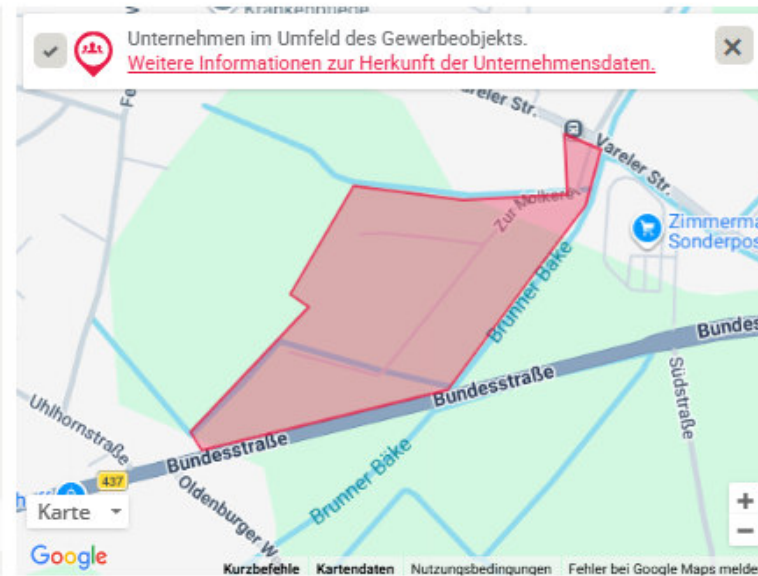 Krankenpflege
Unternehmen im Umfeld des Gewerbeobjekts.
Weitere Informationen zur Herkunft der Unternehmensdaten.
Fe
Vareler Str.
Vareler Str.
Zur Molkerei
Zimmerma
Sonderpos
Brunner Bäke
Bundes
Bundesstraße
Südstraße
Uhlhornstraße
Bundesstraße
437
Brunner Bäke
Oldenburger W
Karte
+
−
Google
Kurzbefehle Kartendaten Nutzungsbedingungen Fehler bei Google Maps melde